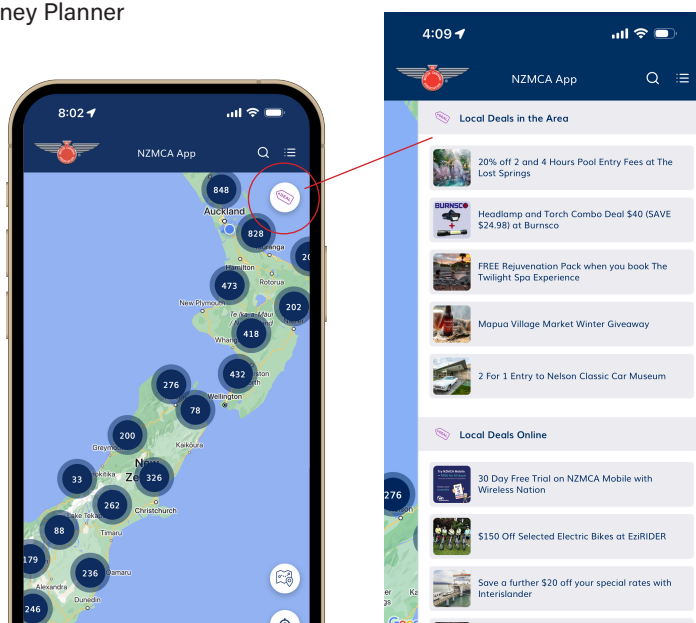 ney Planner
8:02
NZMCA App
DEAL
848
Auckland
828
Hamilton
473
Rotorua
New Plymouth
202
Te Ika-a-Māui
418
432
276
Wellington
78
200
Kaikōura
33
326
262
Christchurch
88
Timaru
179
236
Oamaru
Alexandra
Dunedin
246
4:09
NZMCA App
Local Deals in the Area
20% off 2 and 4 Hours Pool Entry Fees at The
Lost Springs
BURNSCO
Headlamp and Torch Combo Deal $40 (SAVE
$24.98) at Burnsco
FREE Rejuvenation Pack when you book The
Twilight Spa Experience
Mapua Village Market Winter Giveaway
2 For 1 Entry to Nelson Classic Car Museum
Local Deals Online
30 Day Free Trial on NZMCA Mobile with
Wireless Nation
276
$150 Off Selected Electric Bikes at EziRIDER
Save a further $20 off your special rates with
Interislander